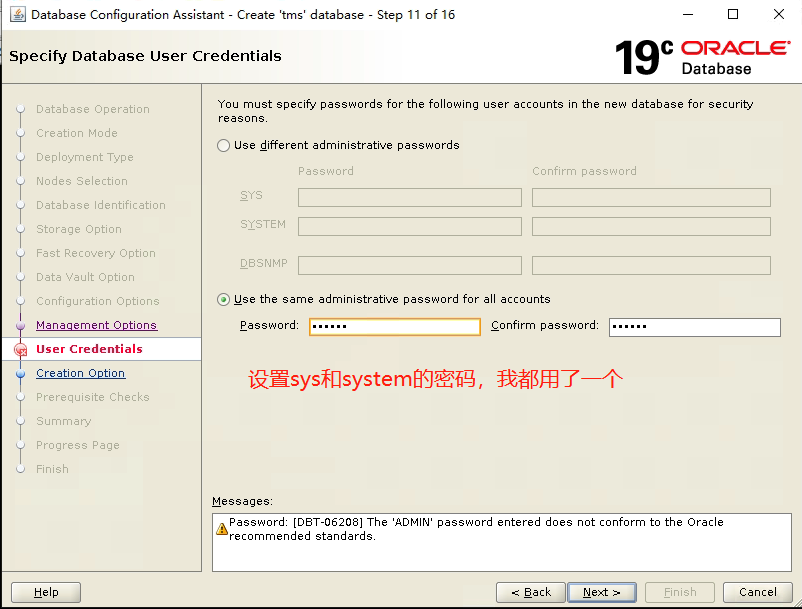 Database Configuration Assistant - Create 'tms' database - Step 11 of 16
Specify Database User Credentials
19c ORACLE
Database
Database Operation
Creation Mode
Deployment Type
Nodes Selection
Database Identification
Storage Option
Fast Recovery Option
Data Vault Option
Configuration Options
Management Options
User Credentials
Creation Option
Prerequisite Checks
Summary
Progress Page
Finish
You must specify passwords for the following user accounts in the new database for security
reasons.
Use different administrative passwords
Password Confirm password
SYS
SYSTEM
DBSNMP
Use the same administrative password for all accounts
Password: •••••• Confirm password: ••••••
设置sys和system的密码，我都用了一个
Messages:
Password: [DBT-06208] The 'ADMIN' password entered does not conform to the Oracle
recommended standards.
Help < Back Next > Finish Cancel